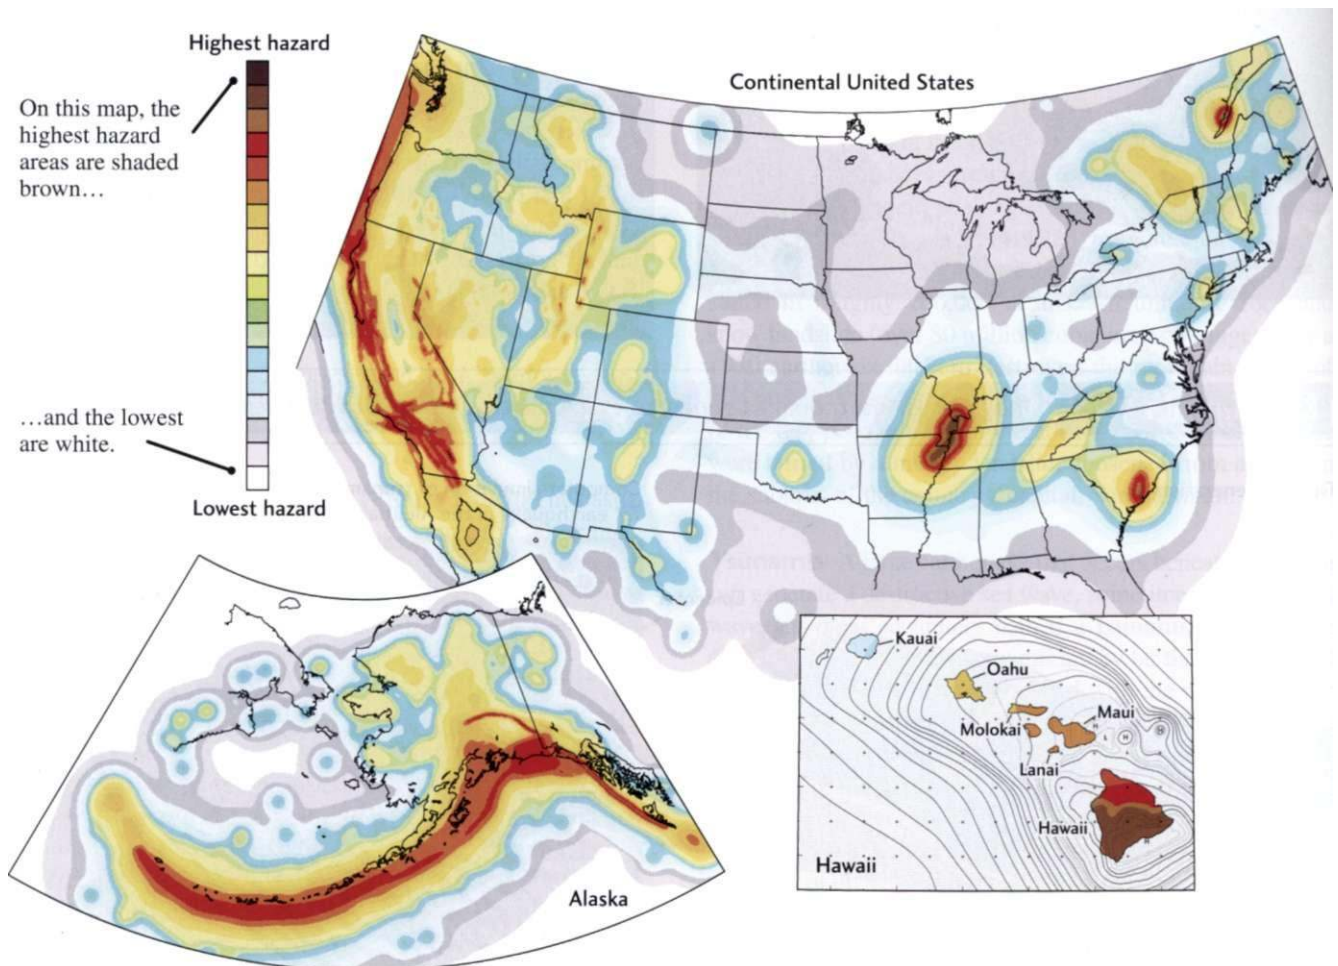 Highest hazard
On this map, the
highest hazard
areas are shaded
brown…
…and the lowest
are white.
Lowest hazard
Continental United States
Alaska
Kauai
Oahu
Molokai
Maui
Lanai
Hawaii
Hawaii